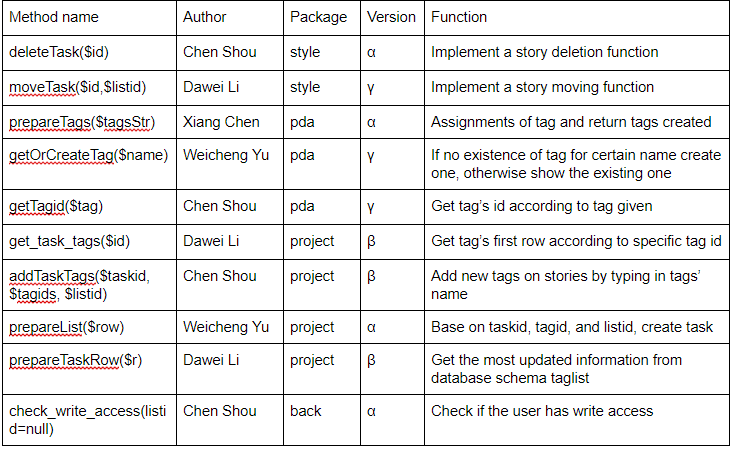 Method name Author Package Version Function
deleteTask($id) Chen Shou style α Implement a story deletion function
moveTask($id,$listid) Dawei Li style γ Implement a story moving function
prepareTags($tagsStr) Xiang Chen pda α Assignments of tag and return tags created
getOrCreateTag($name) Weicheng Yu pda γ If no existence of tag for certain name create
one, otherwise show the existing one
getTagid($tag) Chen Shou pda γ Get tag's id according to tag given
get_task_tags($id) Dawei Li project β Get tag's first row according to specific tag id
addTaskTags($taskid, Chen Shou project β Add new tags on stories by typing in tags'
$tagids, $listid) name
prepareList($row) Weicheng Yu project α Base on taskid, tagid, and listid, create task
prepareTaskRow($r) Dawei Li project β Get the most updated information from
database schema taglist
check_write_access(listi Chen Shou back α Check if the user has write access
d=null)